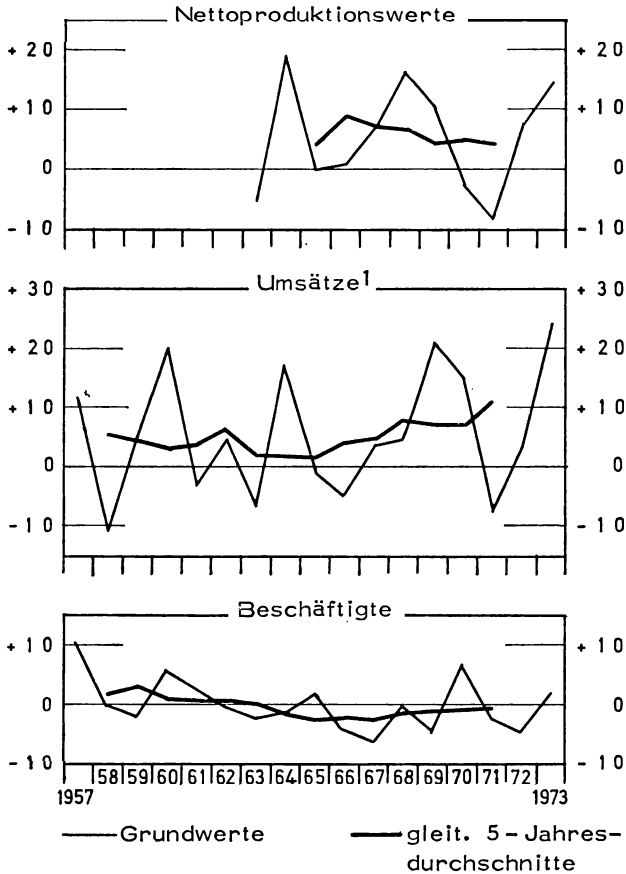 Nettoproduktionswerte
+ 20 + 20
+ 10 + 10
0 0
- 10 - 10
Umsätze1
+ 30 + 30
+ 20 + 20
+ 10 + 10
0 0
- 10 - 10
Beschäftigte
+ 10 + 10
0 0
- 10 - 10
58 59 60 61 62 63 64 65 66 67 68 69 70 71 72
1957 1973
Grundwerte gleit. 5-Jahres-
durchschnitte